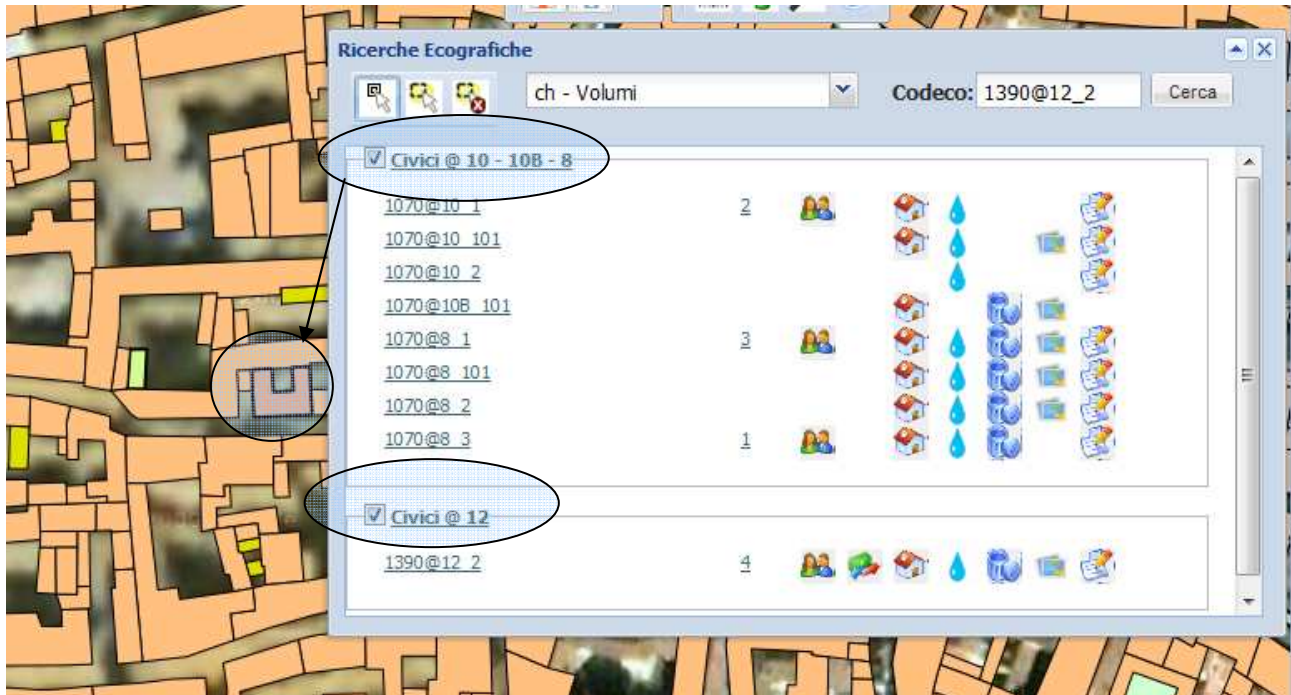 Ricerche Ecografiche
ch - Volumi Codeco: 1390@12_2 Cerca
Civici @ 10 - 10B - 8
1070@10_1 2
1070@10_101
1070@10_2
1070@10B_101
1070@8_1 3
1070@8_101
1070@8_2
1070@8_3 1
Civici @ 12
1390@12_2 4